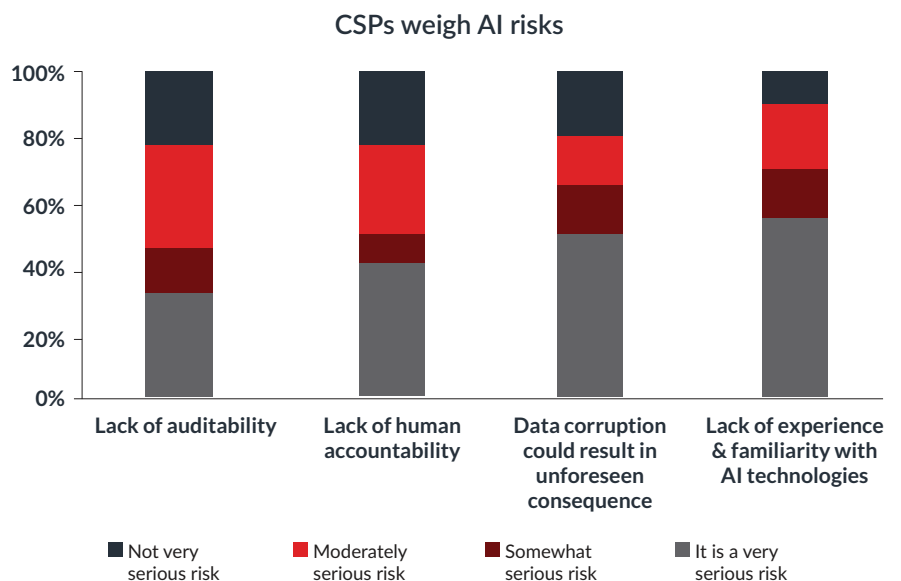 CSPs weigh AI risks
100%
80%
60%
40%
20%
0%
Lack of auditability
Lack of human
accountability
Data corruption
could result in
unforeseen
consequence
Lack of experience
& familiarity with
AI technologies
Not very
serious risk
Moderately
serious risk
Somewhat
serious risk
It is a very
serious risk